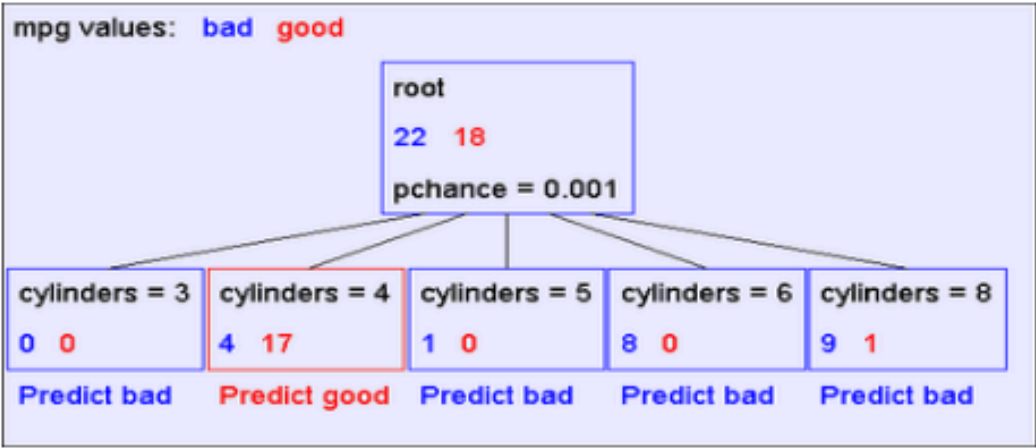 mpg values: bad good
root
22 18
pchance = 0.001
cylinders = 3 cylinders = 4 cylinders = 5 cylinders = 6 cylinders = 8
0 0 4 17 1 0 8 0 9 1
Predict bad Predict good Predict bad Predict bad Predict bad